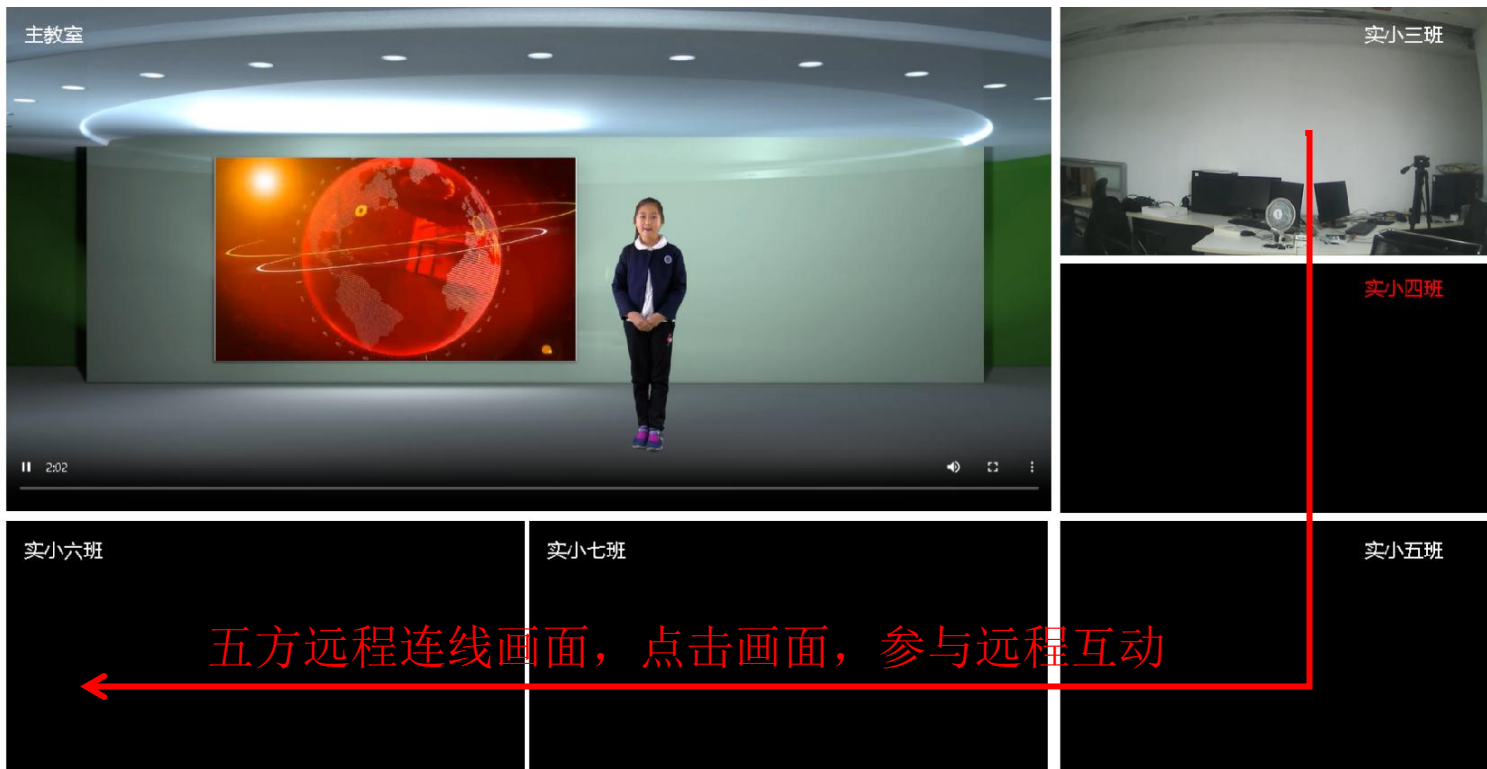 主教室
实小三班
实小四班
2:02
实小六班
实小七班
实小五班
五方远程连线画面，点击画面，参与远程互动